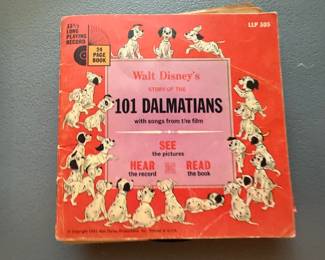 33⅓
LONG
PLAYING
RECORD
24
PAGE
BOOK
LLP 305
Walt Disney's
STORY OF THE
101 DALMATIANS
with songs from the film
SEE
the pictures
HEAR
the record
READ
the book